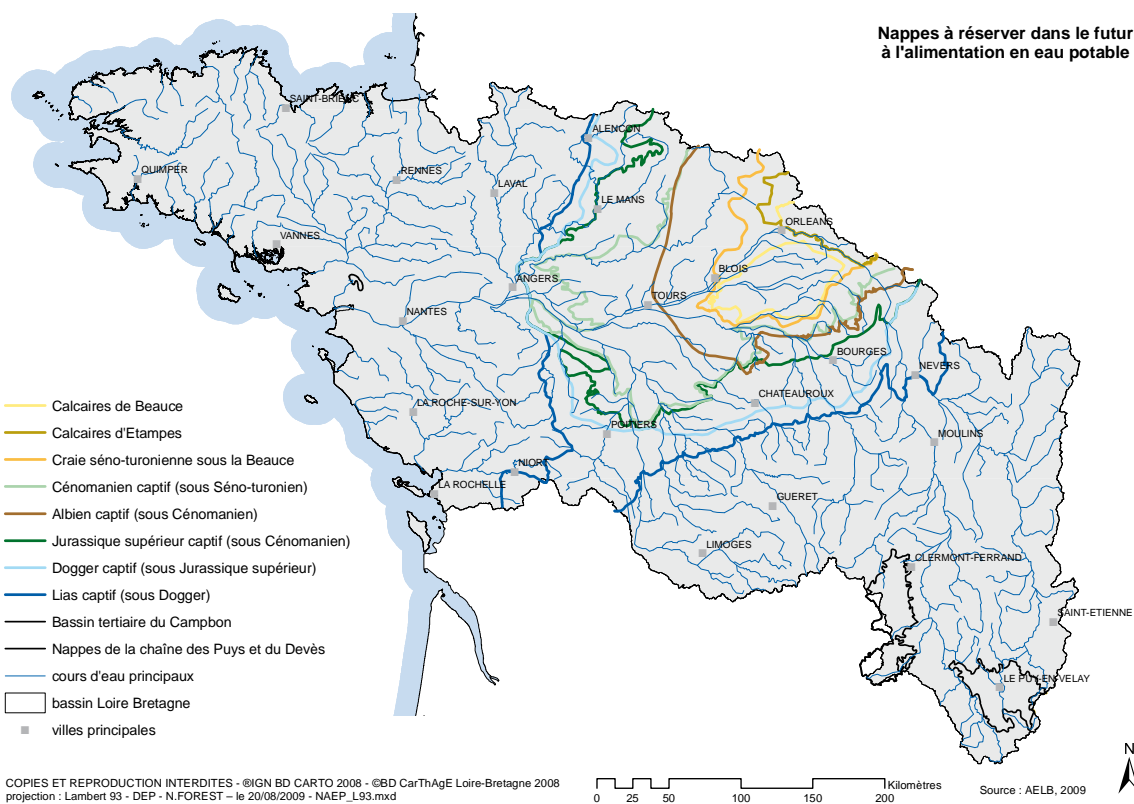 Nappes à réserver dans le futur
à l'alimentation en eau potable
SAINT-BRIEUC
ALENCON
QUIMPER
RENNES
LAVAL
LE MANS
ORLEANS
VANNES
BLOIS
ANGERS
TOURS
NANTES
BOURGES
NEVERS
CHATEAUROUX
LA ROCHE-SUR-YON
POITIERS
MOULINS
NIORT
LA ROCHELLE
GUERET
LIMOGES
CLERMONT-FERRAND
SAINT-ETIENNE
LE PUY-EN-VELAY
Calcaires de Beauce
Calcaires d'Etampes
Craie séno-turonienne sous la Beauce
Cénomanien captif (sous Séno-turonien)
Albien captif (sous Cénomanien)
Jurassique supérieur captif (sous Cénomanien)
Dogger captif (sous Jurassique supérieur)
Lias captif (sous Dogger)
Bassin tertiaire du Campbon
Nappes de la chaîne des Puys et du Devès
cours d'eau principaux
bassin Loire Bretagne
villes principales
COPIES ET REPRODUCTION INTERDITES - ®IGN BD CARTO 2008 - ©BD CarThAgE Loire-Bretagne 2008
projection : Lambert 93 - DEP - N.FOREST – le 20/08/2009 - NAEP_L93.mxd
Kilomètres
0 25 50 100 150 200
Source : AELB, 2009
N